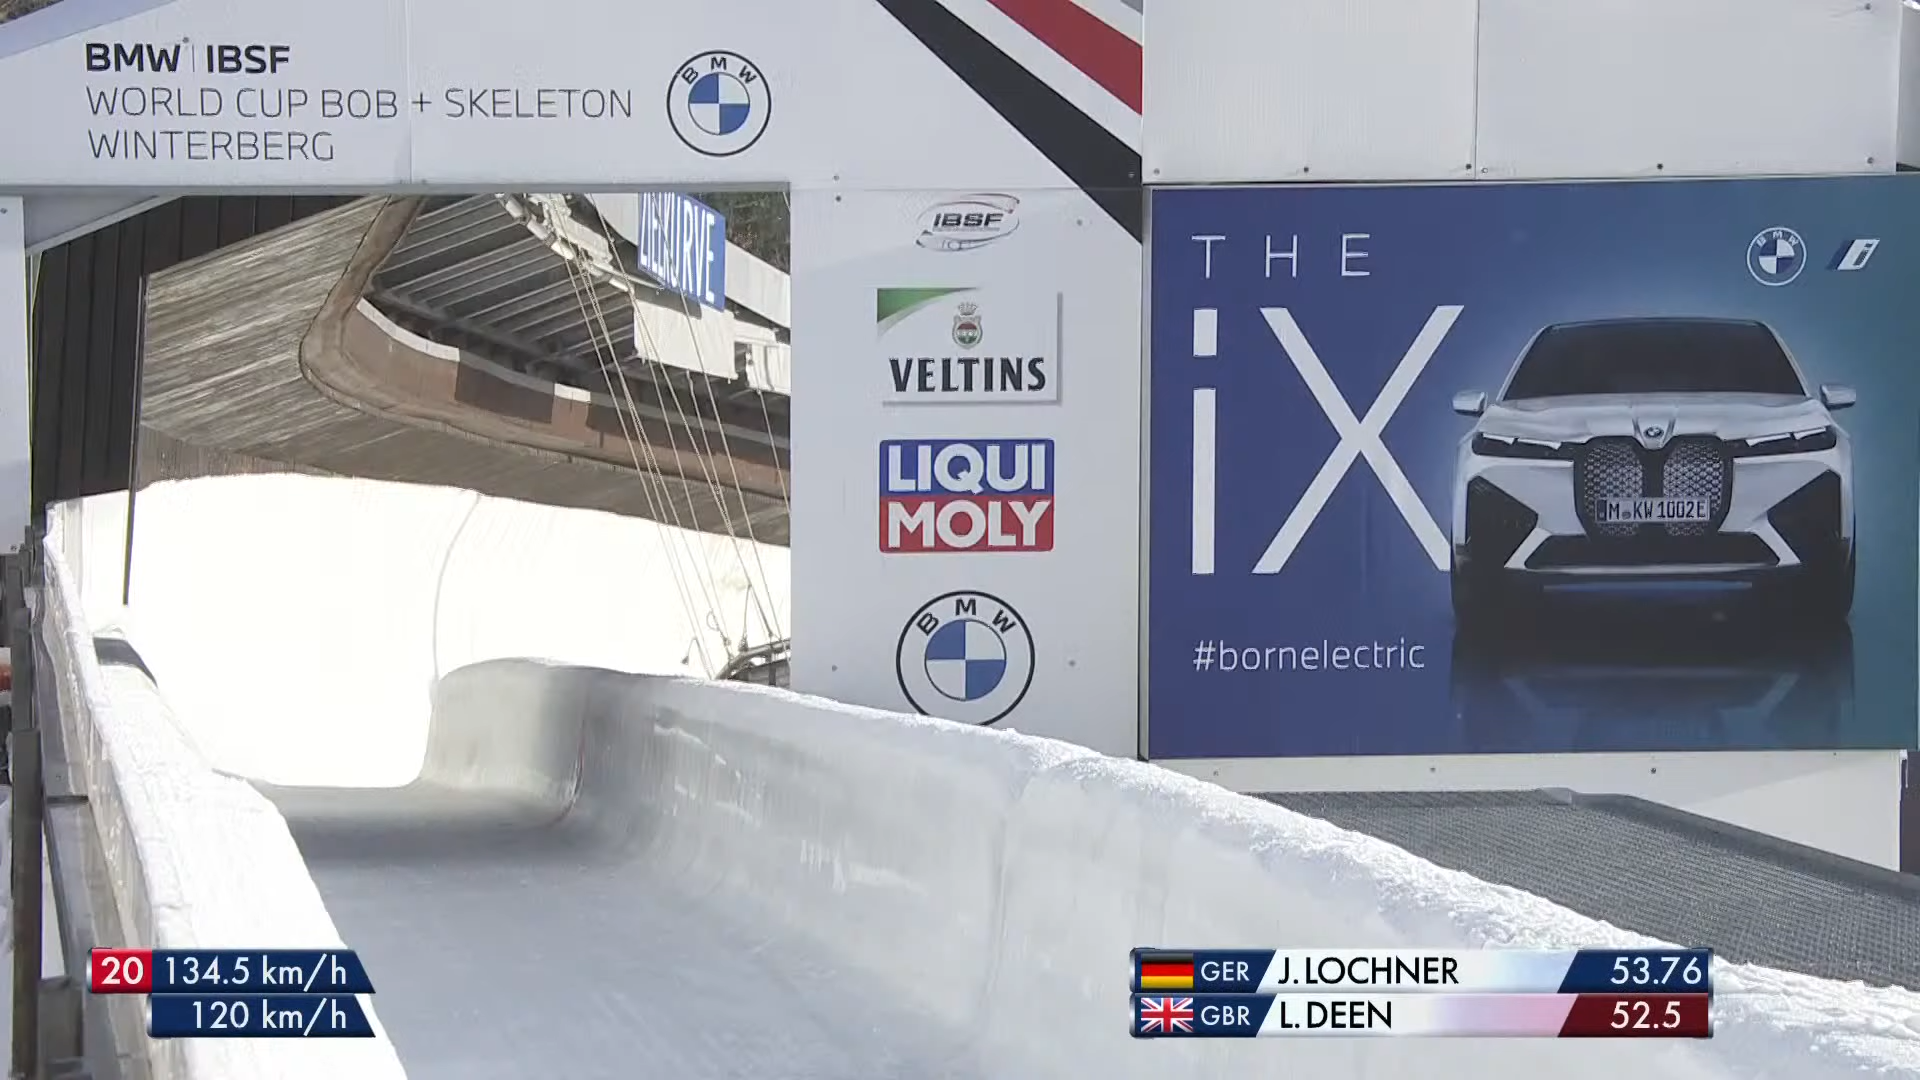 BMW | IBSF
WORLD CUP BOB + SKELETON
WINTERBERG
BMW
ZIELKURVE
IBSF
VELTINS
LIQUI
MOLY
BMW
THE
iX
BMW
i
M KW 1002E
#bornelectric
20 134.5 km/h
120 km/h
GER J. LOCHNER 53.76
GBR L. DEEN 52.5